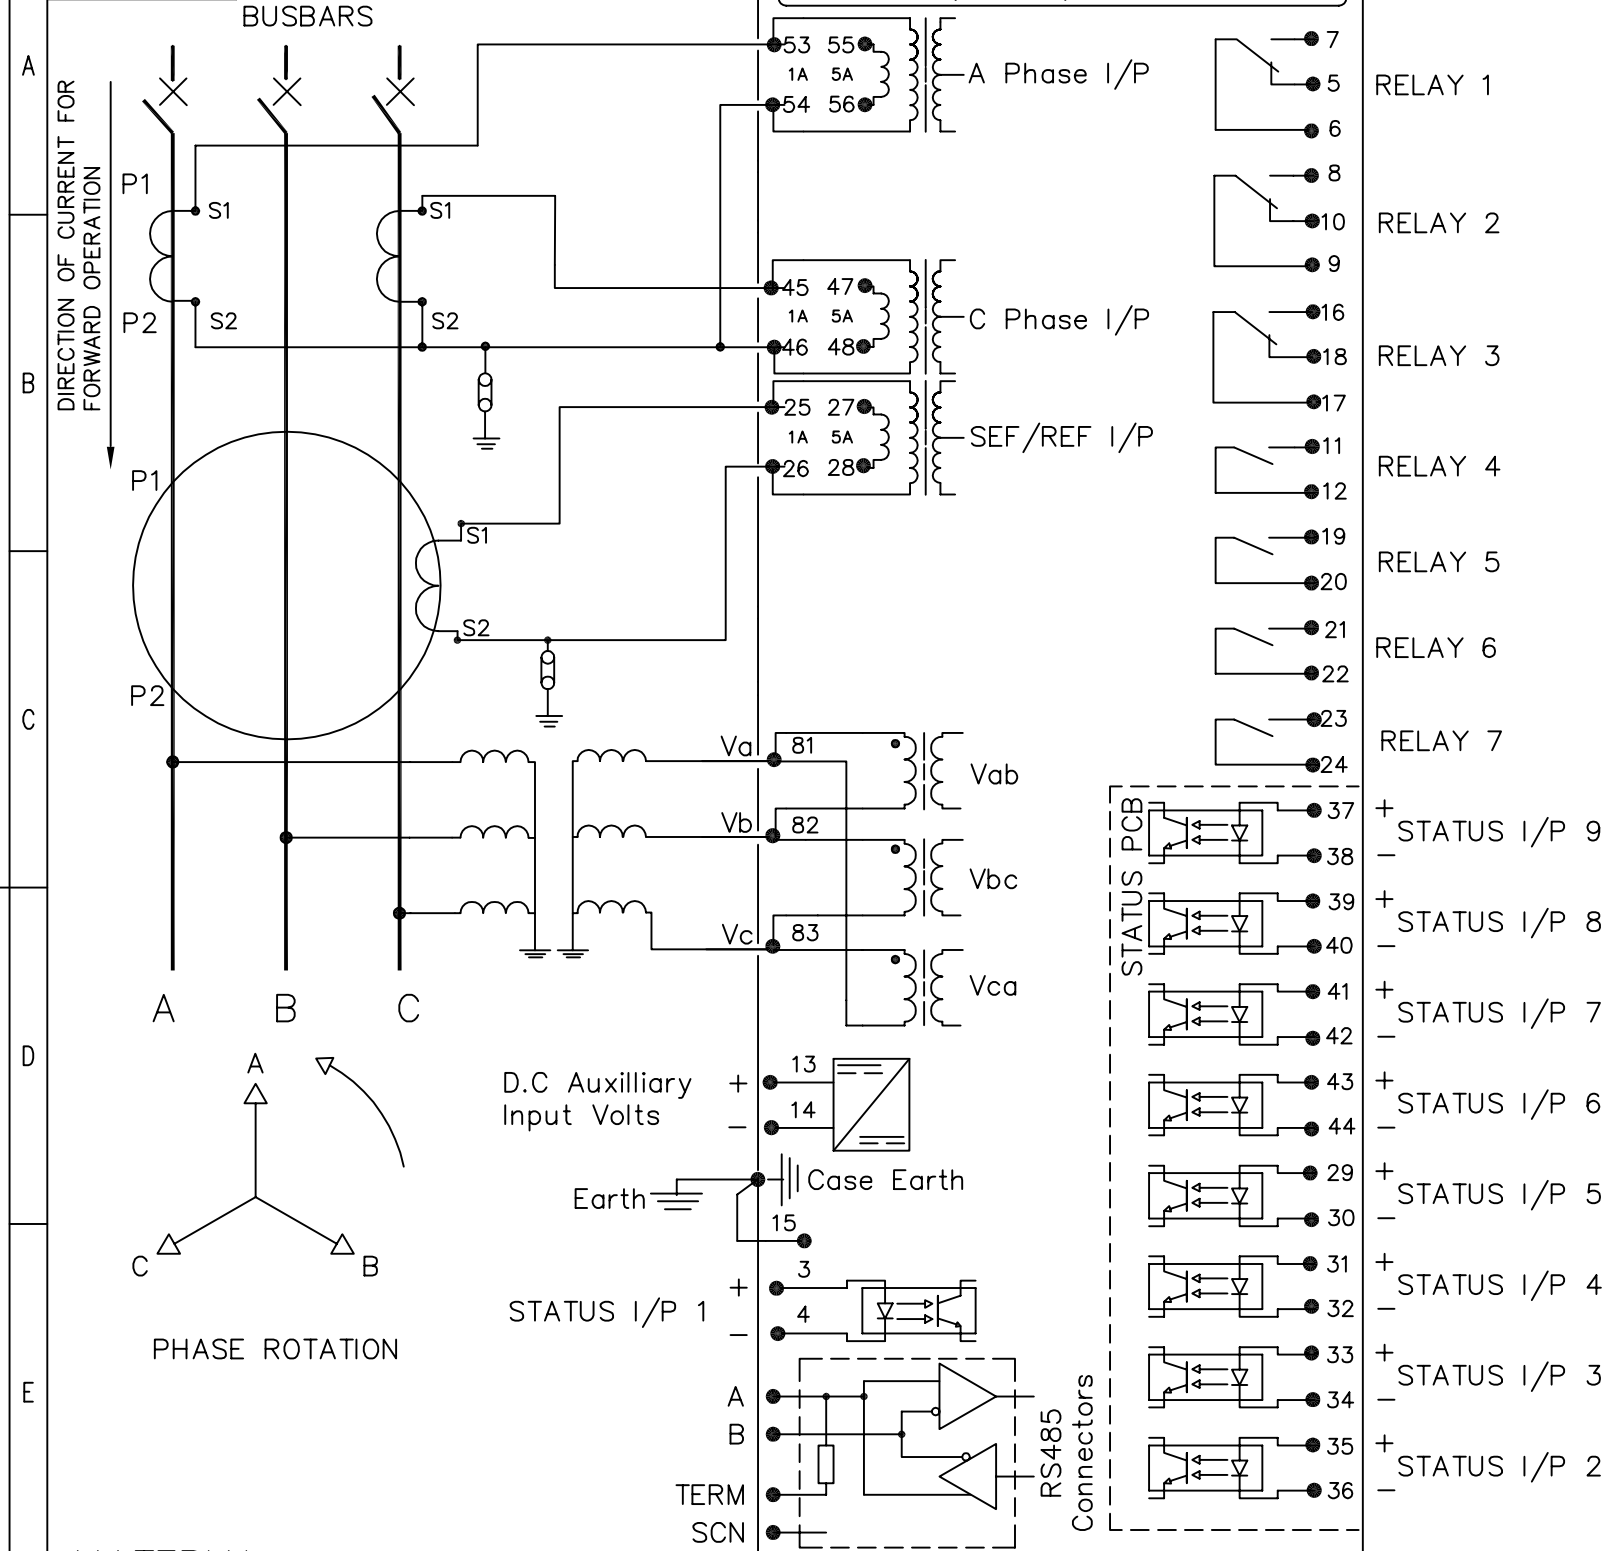 BUSBARS
A
B
C
D
E
DIRECTION OF CURRENT FOR
FORWARD OPERATION
P1
S1
S1
P2
S2
S2
P1
S1
S2
P2
A B C
53 55
1A 5A
54 56
A Phase I/P
45 47
1A 5A
46 48
C Phase I/P
25 27
1A 5A
26 28
SEF/REF I/P
Va 81
Vab
Vb 82
Vbc
Vc 83
Vca
A
C
B
PHASE ROTATION
D.C Auxilliary
Input Volts
+ 13
− 14
Earth
Case Earth
15
STATUS I/P 1
+ 3
− 4
A
B
TERM
SCN
RS485
Connectors
7
5
6
RELAY 1
8
10
9
RELAY 2
16
18
17
RELAY 3
11
12
RELAY 4
19
20
RELAY 5
21
22
RELAY 6
23
24
RELAY 7
STATUS PCB
37 +
38 −
STATUS I/P 9
39 +
40 −
STATUS I/P 8
41 +
42 −
STATUS I/P 7
43 +
44 −
STATUS I/P 6
29 +
30 −
STATUS I/P 5
31 +
32 −
STATUS I/P 4
33 +
34 −
STATUS I/P 3
35 +
36 −
STATUS I/P 2